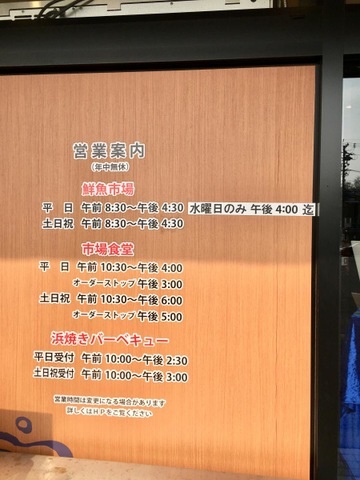 営業案内
(年中無休)
鮮魚市場
平　日　午前 8:30～午後 4:30 水曜日のみ 午後 4:00 迄
土日祝　午前 8:30～午後 4:30
市場食堂
平　日　午前 10:30～午後 4:00
オーダーストップ 午後 3:00
土日祝　午前 10:30～午後 6:00
オーダーストップ 午後 5:00
浜焼きバーベキュー
平日受付　午前 10:00～午後 2:30
土日祝受付　午前 10:00～午後 3:00
営業時間は変更になる場合があります
詳しくはＨＰをご覧ください